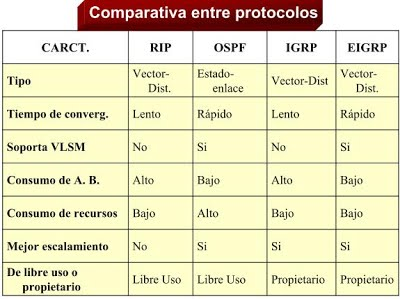 Comparativa entre protocolos
CARCT. RIP OSPF IGRP EIGRP
Tipo Vector-Dist. Estado-enlace Vector-Dist Vector-Dist.
Tiempo de converg. Lento Rápido Lento Rápido
Soporta VLSM No Si No Si
Consumo de A. B. Alto Bajo Alto Bajo
Consumo de recursos Bajo Alto Bajo Bajo
Mejor escalamiento No Si Si Si
De libre uso o propietario Libre Uso Libre Uso Propietario Propietario